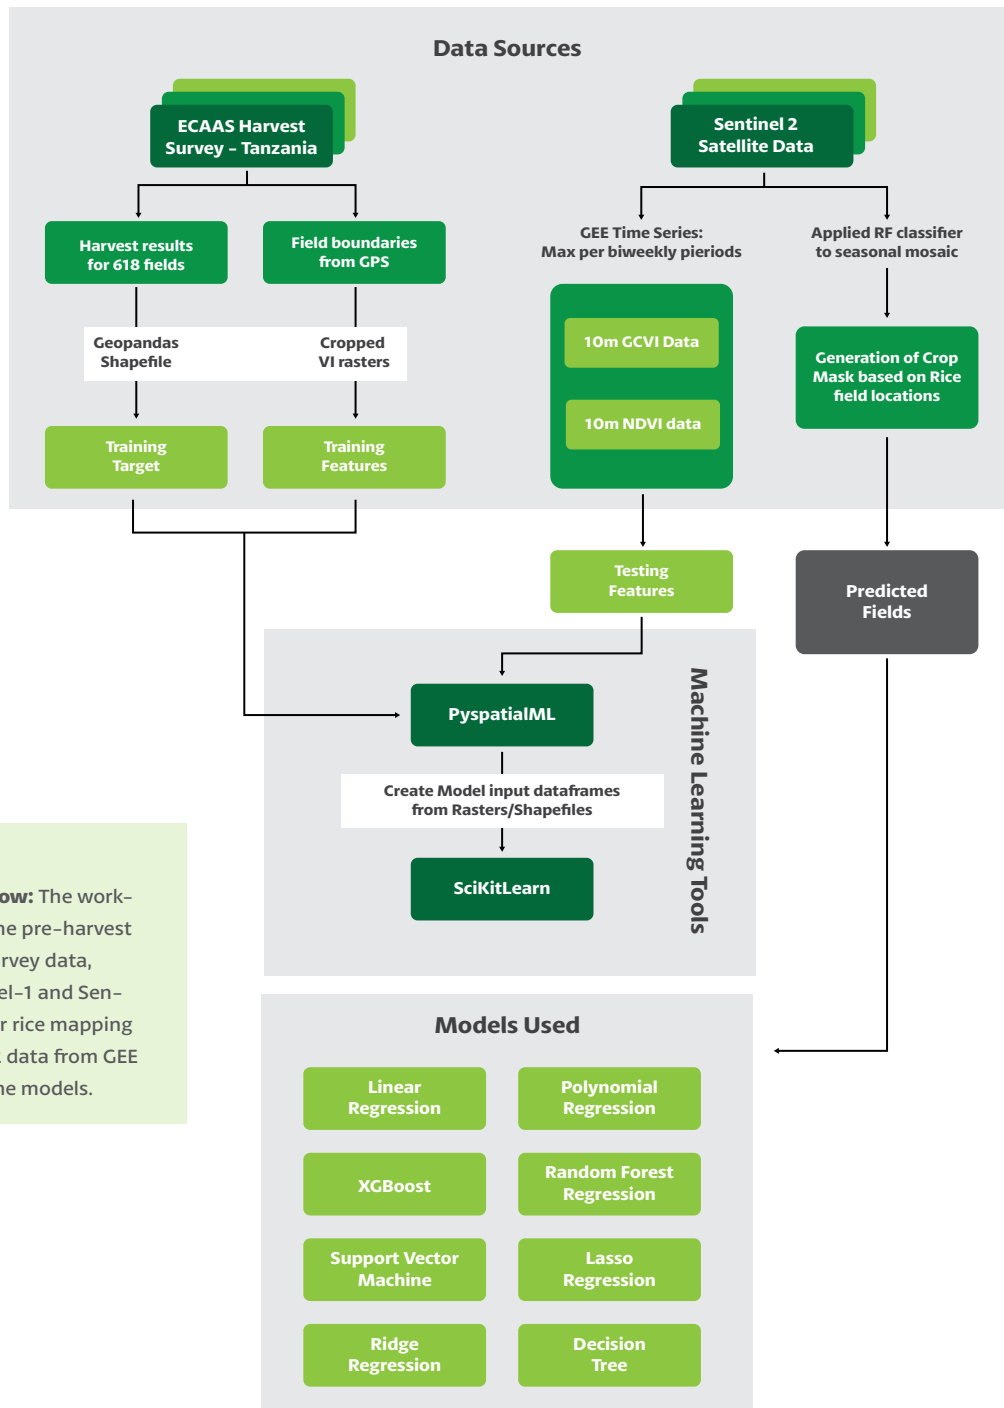 Data Sources
ECAAS Harvest
Survey - Tanzania
Sentinel 2
Satellite Data
Harvest results
for 618 fields
Field boundaries
from GPS
GEE Time Series:
Max per biweekly pieriods
Applied RF classifier
to seasonal mosaic
Geopandas
Shapefile
Cropped
VI rasters
10m GCVI Data
10m NDVI data
Generation of Crop
Mask based on Rice
field locations
Training
Target
Training
Features
Testing
Features
Predicted
Fields
Machine Learning Tools
PyspatialML
Create Model input dataframes
from Rasters/Shapefiles
SciKitLearn
ow: The work-
he pre-harvest
rvey data,
el-1 and Sen-
r rice mapping
data from GEE
he models.
Models Used
Linear
Regression
Polynomial
Regression
XGBoost
Random Forest
Regression
Support Vector
Machine
Lasso
Regression
Ridge
Regression
Decision
Tree